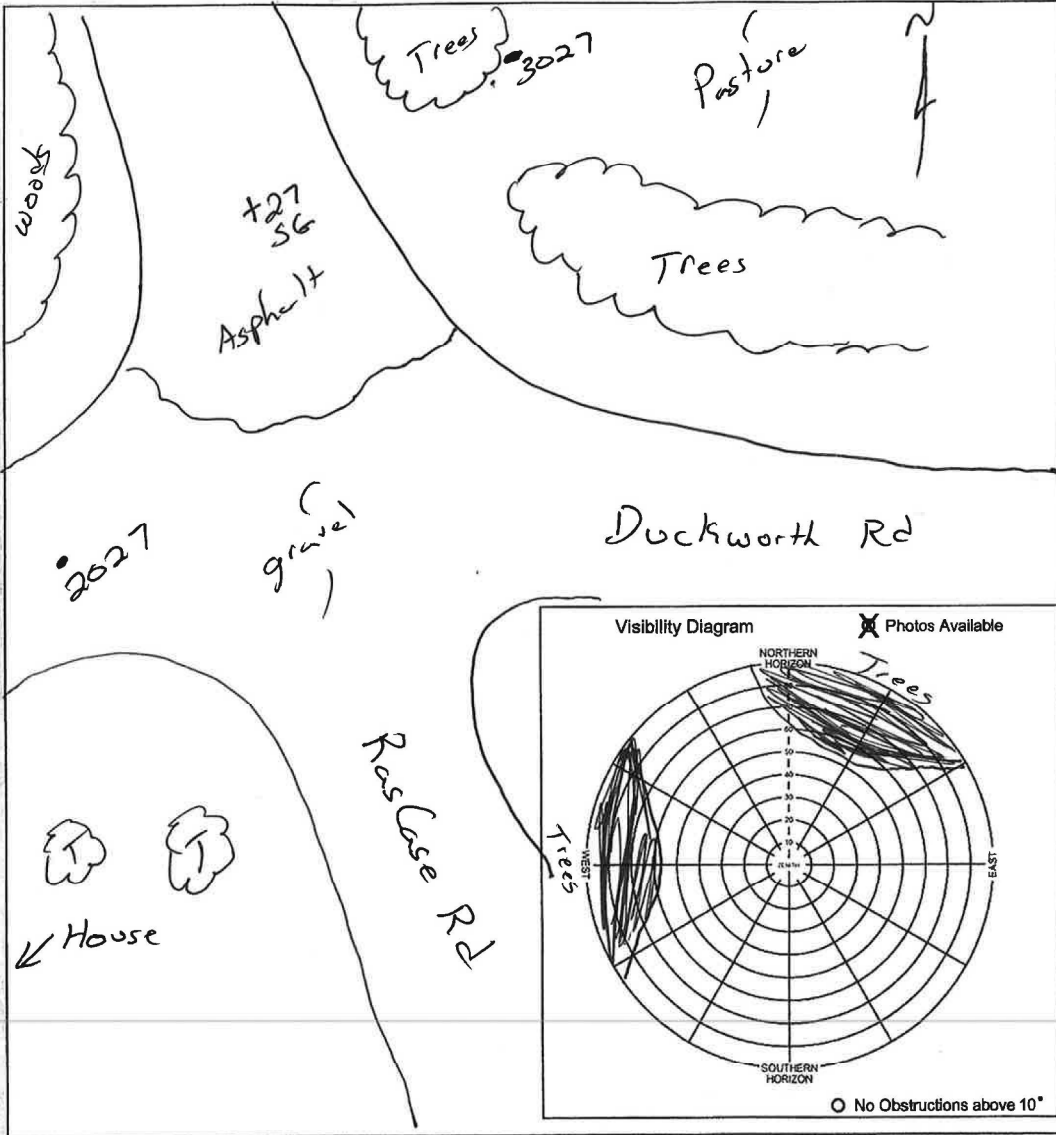 Trees
3027
Pasture
N
woods
+27
SG
Asphalt
Trees
2027
gravel
Duckworth Rd
Visibility Diagram
Photos Available
NORTHERN
HORIZON
Trees
60
50
40
30
20
10
ZENITH
WEST
EAST
Trees
RasCase Rd
T
T
House
SOUTHERN
HORIZON
No Obstructions above 10°